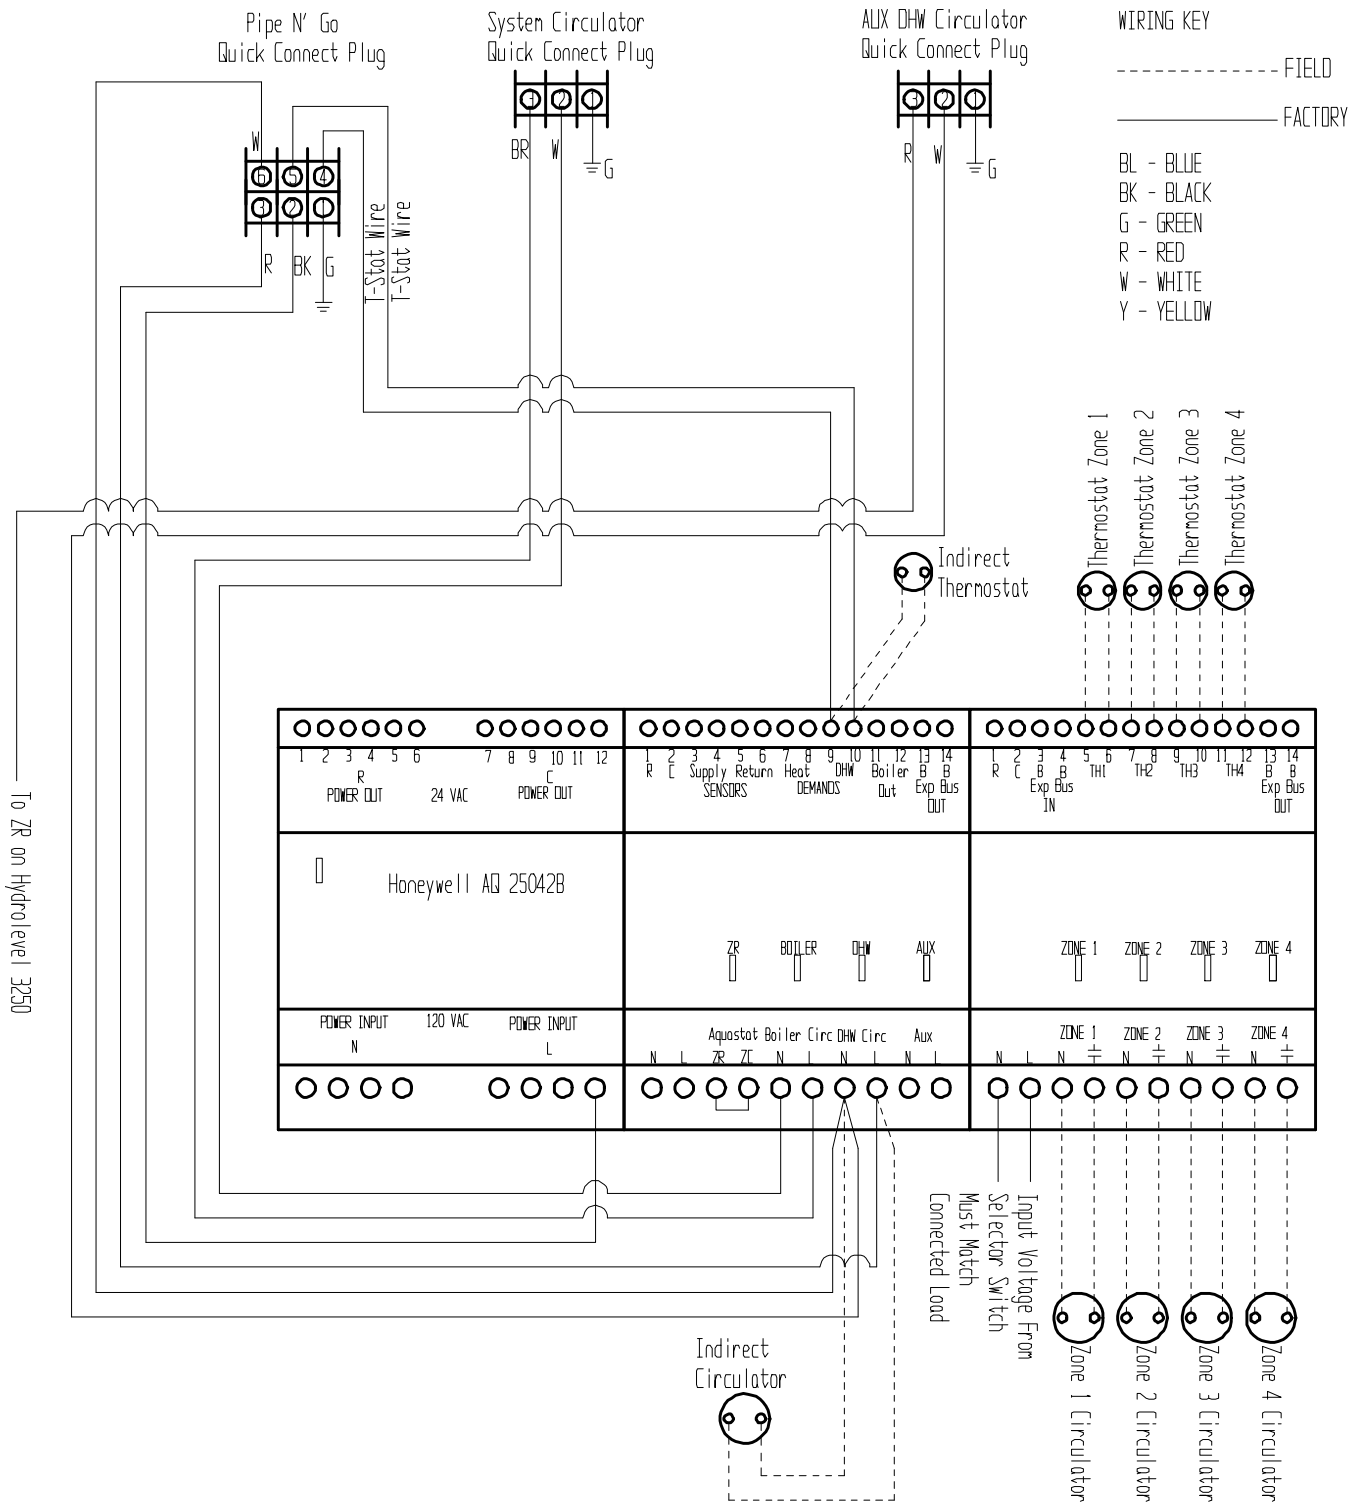 Pipe N' Go
Quick Connect Plug
System Circulator
Quick Connect Plug
AUX DHW Circulator
Quick Connect Plug
WIRING KEY
FIELD
FACTORY
BL - BLUE
BK - BLACK
G - GREEN
R - RED
W - WHITE
Y - YELLOW
W
6 5 4
3 2 1
R BK G
T-Stat Wire
T-Stat Wire
3 2 1
BR W G
3 2 1
R W G
Thermostat Zone 1
Thermostat Zone 2
Thermostat Zone 3
Thermostat Zone 4
Indirect
Thermostat
To ZR on Hydrolevel 3250
1 2 3 4 5 6 7 8 9 10 11 12
R C
POWER OUT 24 VAC POWER OUT
Honeywell AQ 25042B
POWER INPUT 120 VAC POWER INPUT
N L
1 2 3 4 5 6 7 8 9 10 11 12 13 14
R C Supply Return Heat DHW Boiler B B
SENSORS DEMANDS Out Exp Bus
OUT
ZR BOILER DHW AUX
Aquastat Boiler Circ DHW Circ Aux
N L ZR ZC N L N L N L
1 2 3 4 5 6 7 8 9 10 11 12 13 14
R C B B TH1 TH2 TH3 TH4 B B
Exp Bus Exp Bus
IN OUT
ZONE 1 ZONE 2 ZONE 3 ZONE 4
ZONE 1 ZONE 2 ZONE 3 ZONE 4
N L N N N N
Input Voltage From
Selector Switch
Must Match
Connected Load
Indirect
Circulator
Zone 1 Circulator
Zone 2 Circulator
Zone 3 Circulator
Zone 4 Circulator